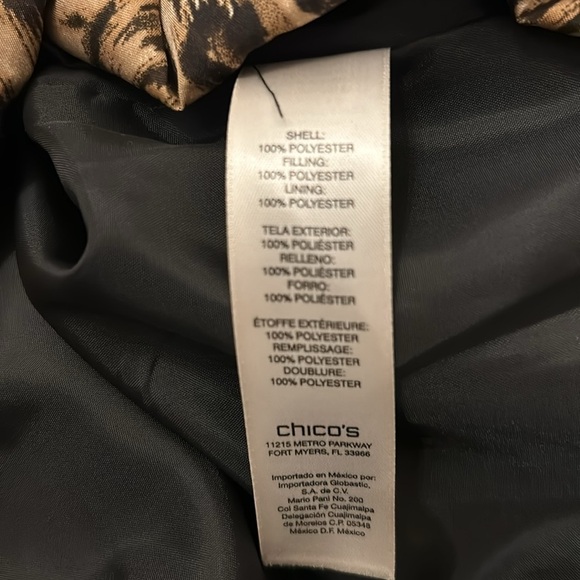 SHELL:
100% POLYESTER
FILLING:
100% POLYESTER
LINING:
100% POLYESTER
TELA EXTERIOR:
100% POLIÉSTER
RELLENO:
100% POLIÉSTER
FORRO:
100% POLIÉSTER
ÉTOFFE EXTÉRIEURE:
100% POLYESTER
REMPLISSAGE:
100% POLYESTER
DOUBLURE:
100% POLYESTER
chico's
11215 METRO PARKWAY
FORT MYERS, FL 33966
Importado en México por:
Importadora Globastic,
S.A. de C.V.
Mario Pani No. 200
Col Santa Fe Cuajimalpa
Delegación Cuajimalpa
de Morelos C.P. 05348
México D.F. México